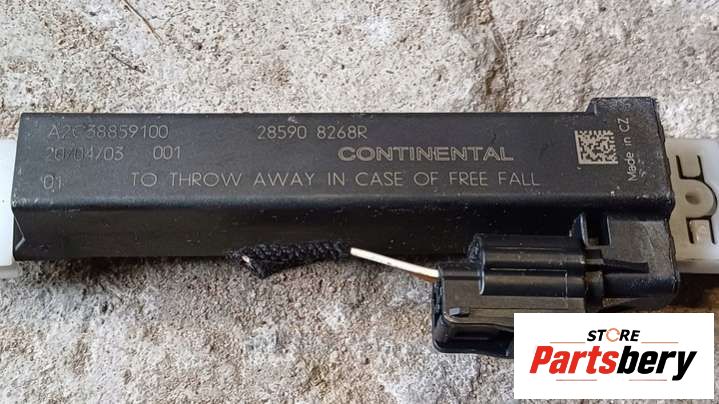 A2C38859100
28590 8268R
20/04/03 001
CONTINENTAL
01 TO THROW AWAY IN CASE OF FREE FALL
Made in CZ
STORE
Partsbery